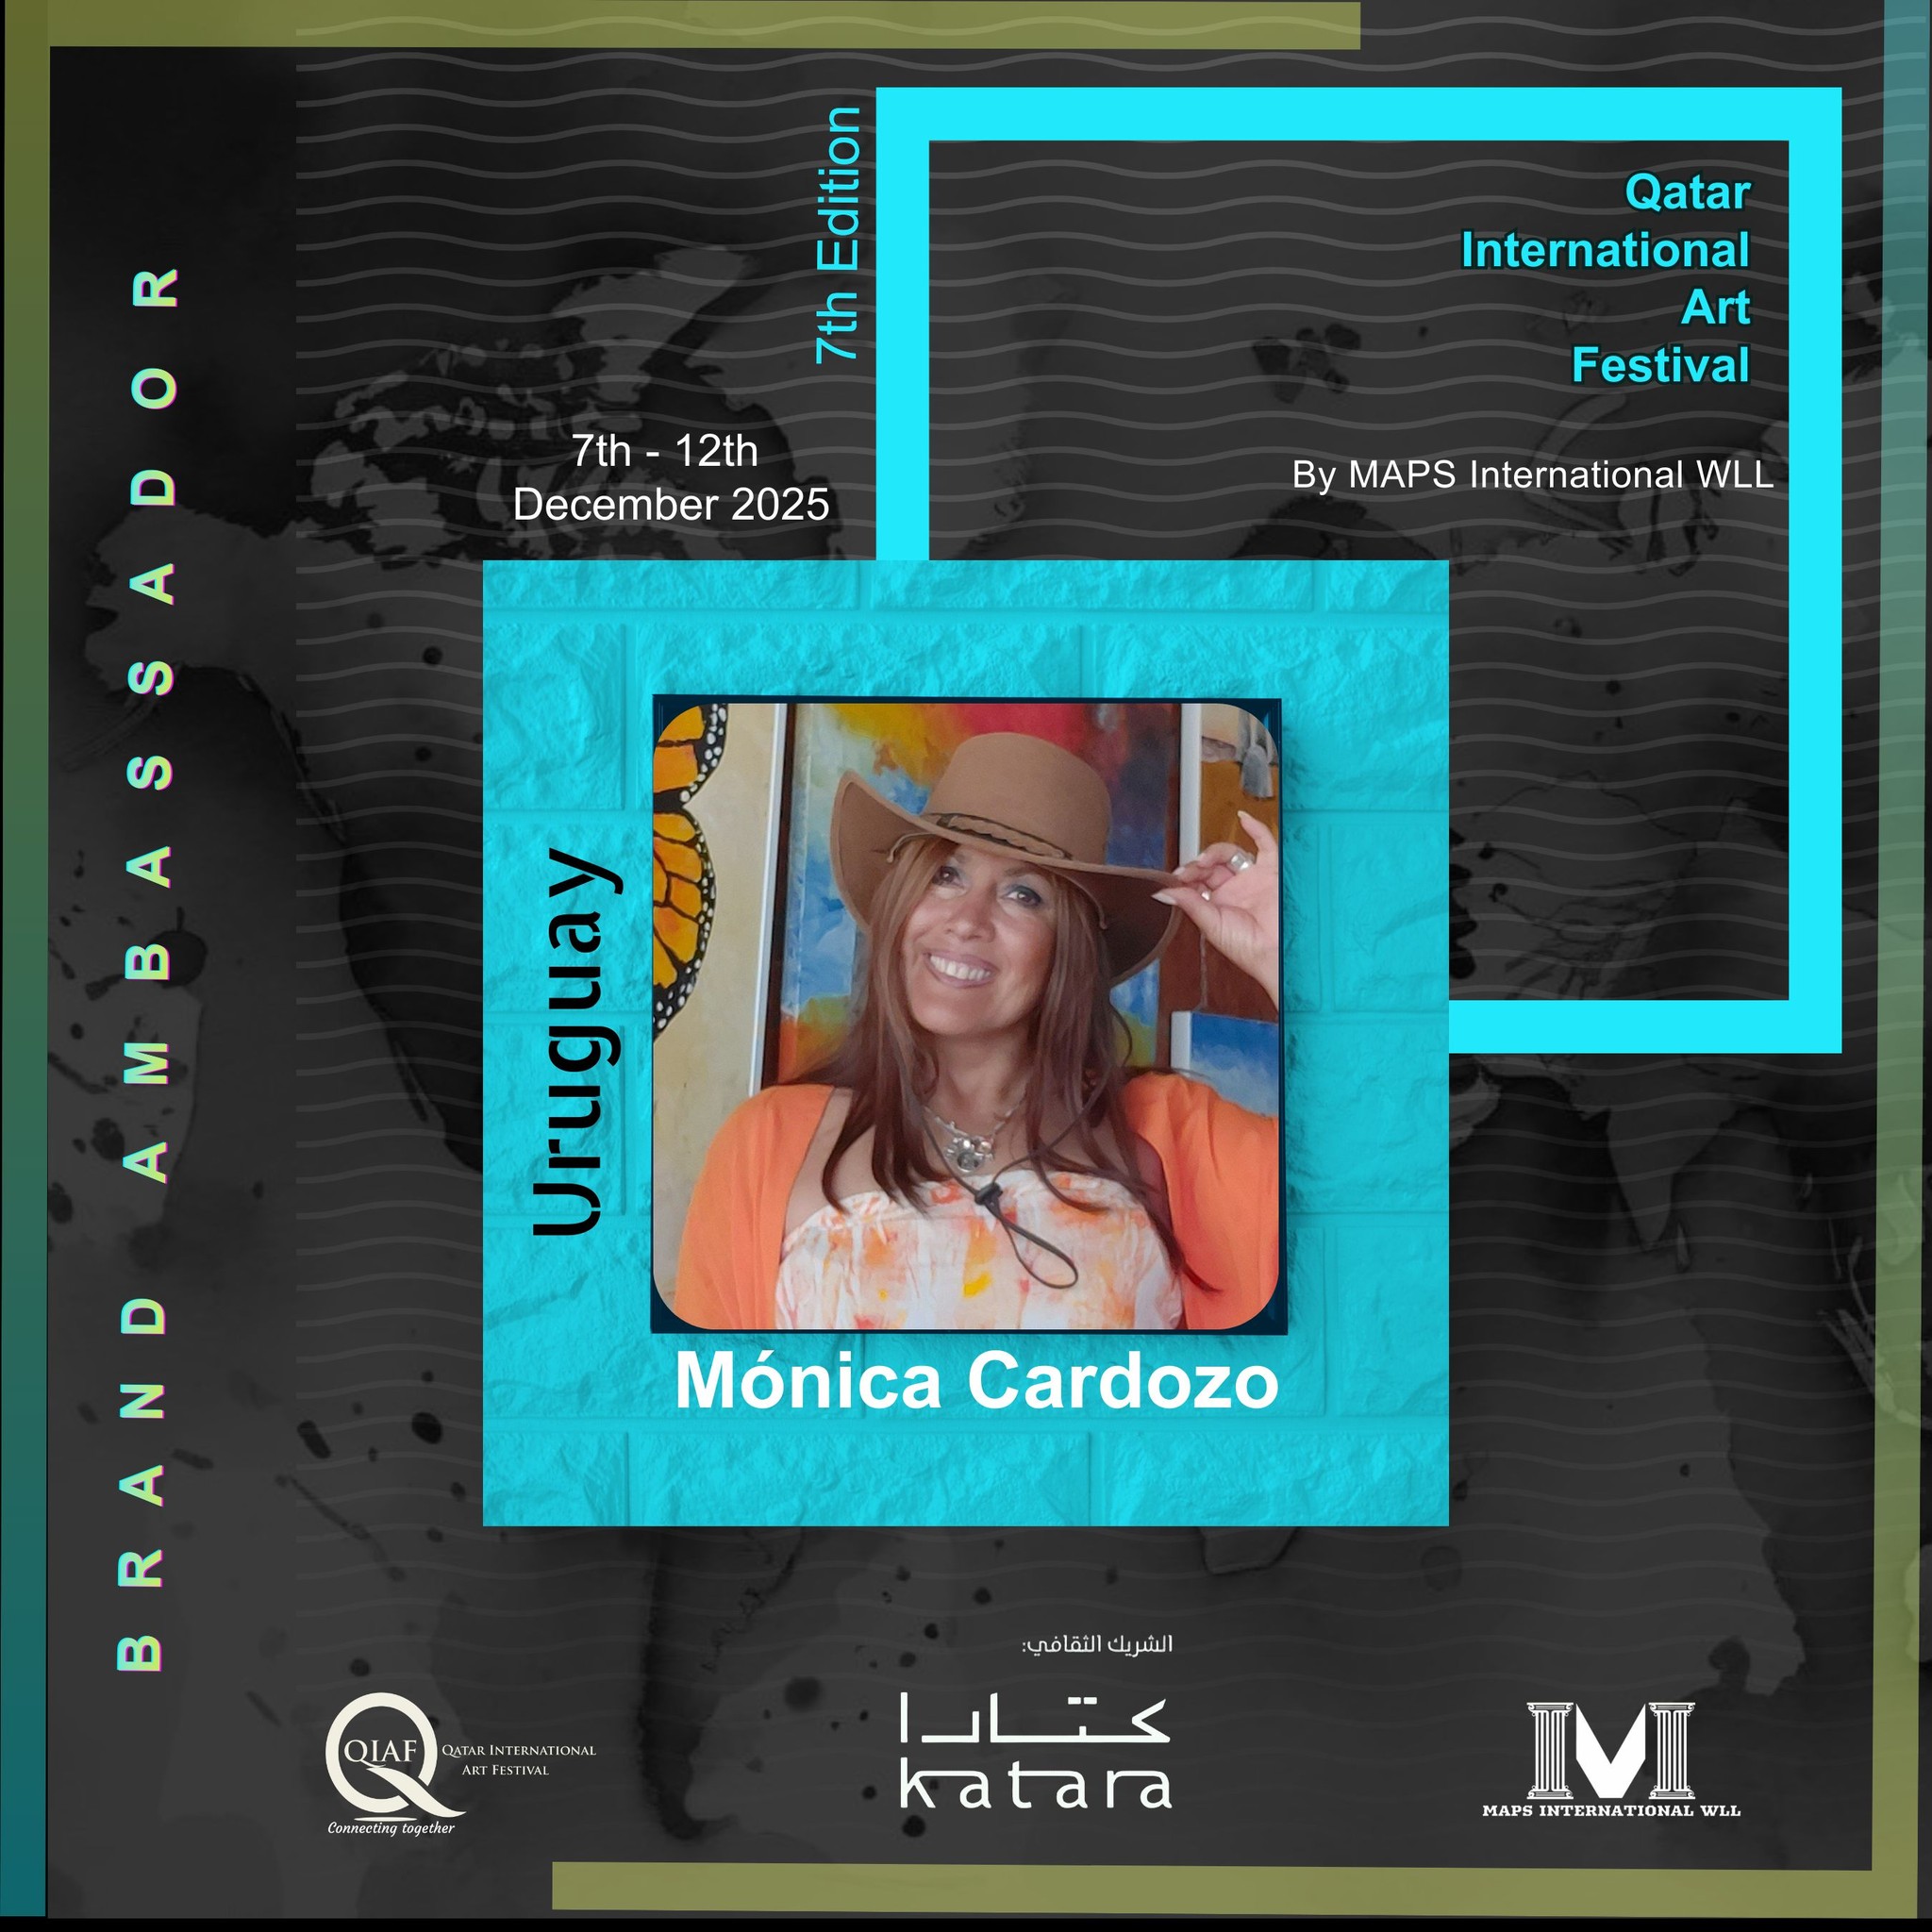 BRAND AMBASSADOR
7th Edition
Qatar
International
Art
Festival
7th - 12th
December 2025
By MAPS International WLL
Uruguay
Mónica Cardozo
الشريك الثقافي:
كتارا
katara
QIAF
QATAR INTERNATIONAL
ART FESTIVAL
Connecting together
M
MAPS INTERNATIONAL WLL